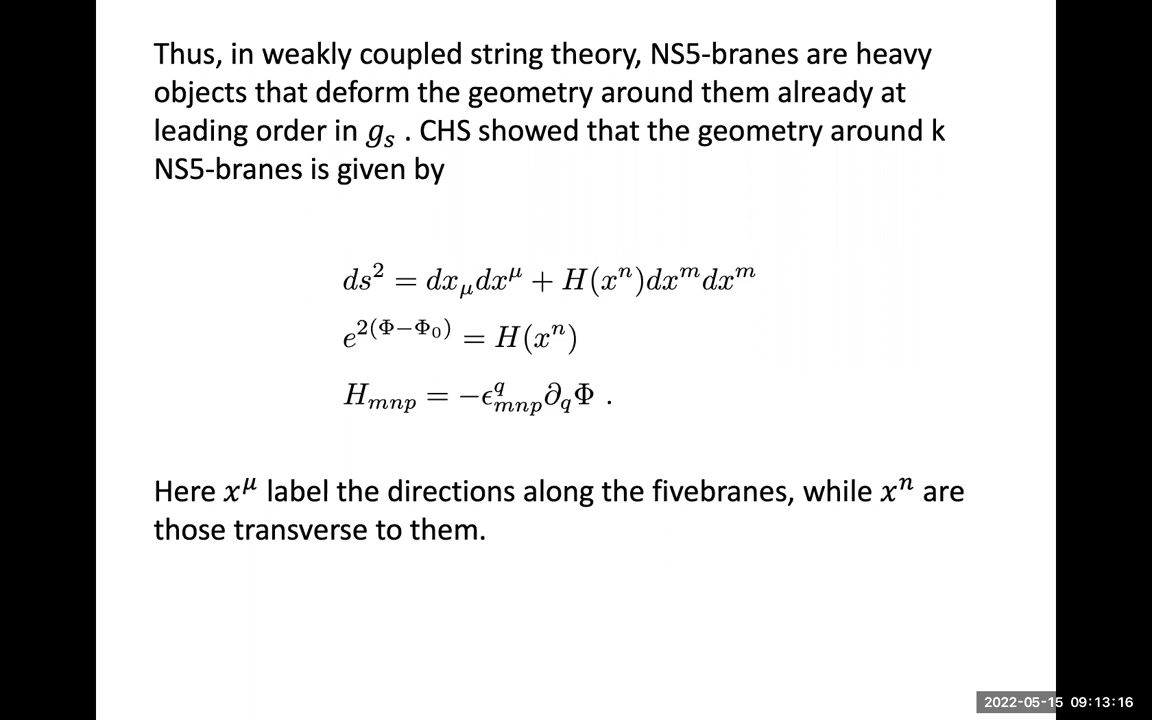 Thus, in weakly coupled string theory, NS5-branes are heavy
objects that deform the geometry around them already at
leading order in $g_s$ . CHS showed that the geometry around k
NS5-branes is given by
$ds^2 = dx_\mu dx^\mu + H(x^n)dx^m dx^m$
$e^{2(\Phi-\Phi_0)} = H(x^n)$
$H_{mnp} = -\epsilon^q_{mnp}\partial_q\Phi$ .
Here $x^\mu$ label the directions along the fivebranes, while $x^n$ are
those transverse to them.
2022-05-15 09:13:16